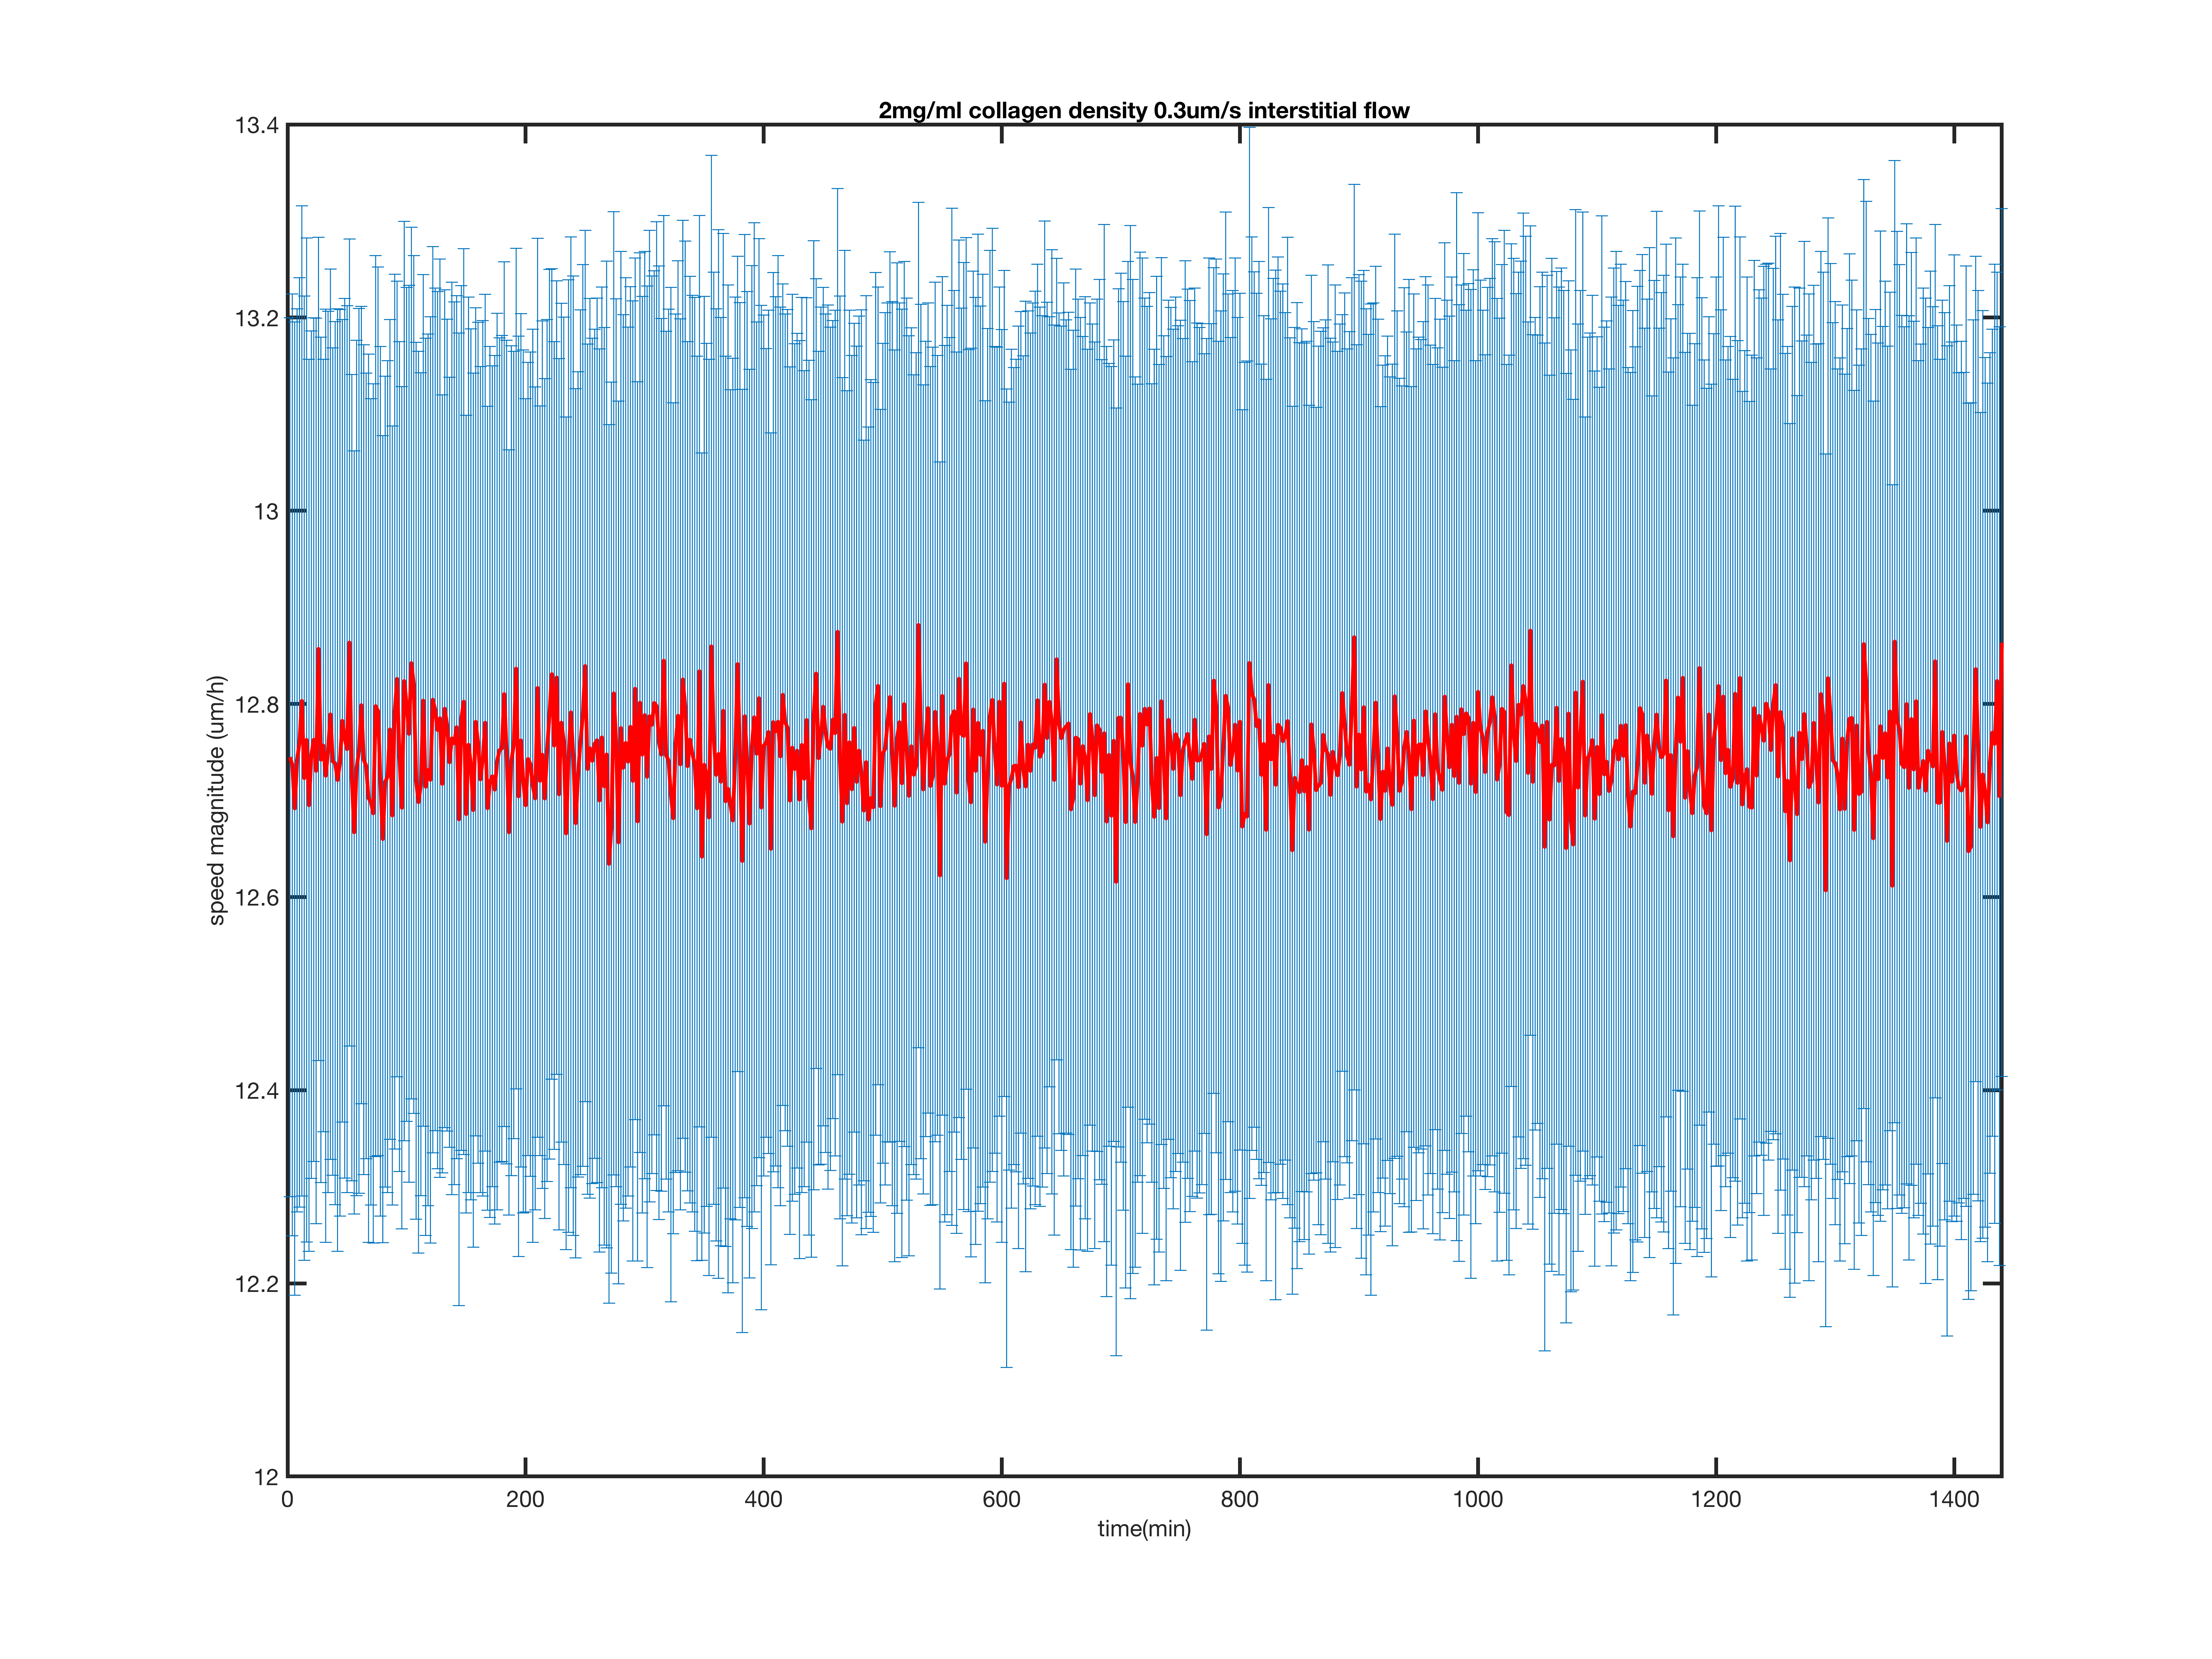 2mg/ml collagen density 0.3um/s interstitial flow
13.4
13.2
13
12.8
12.6
12.4
12.2
12
speed magnitude (um/h)
0 200 400 600 800 1000 1200 1400
time(min)